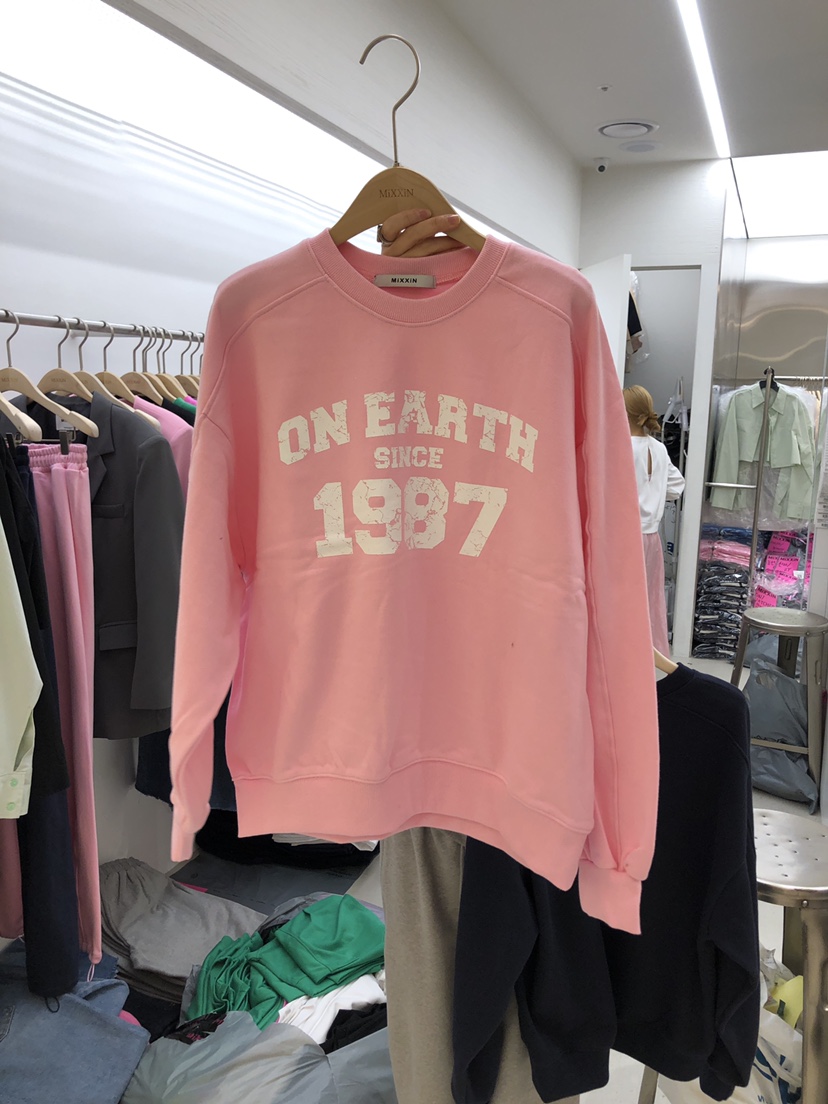 MiXXiN
MIXXIN
ON EARTH
SINCE
1987